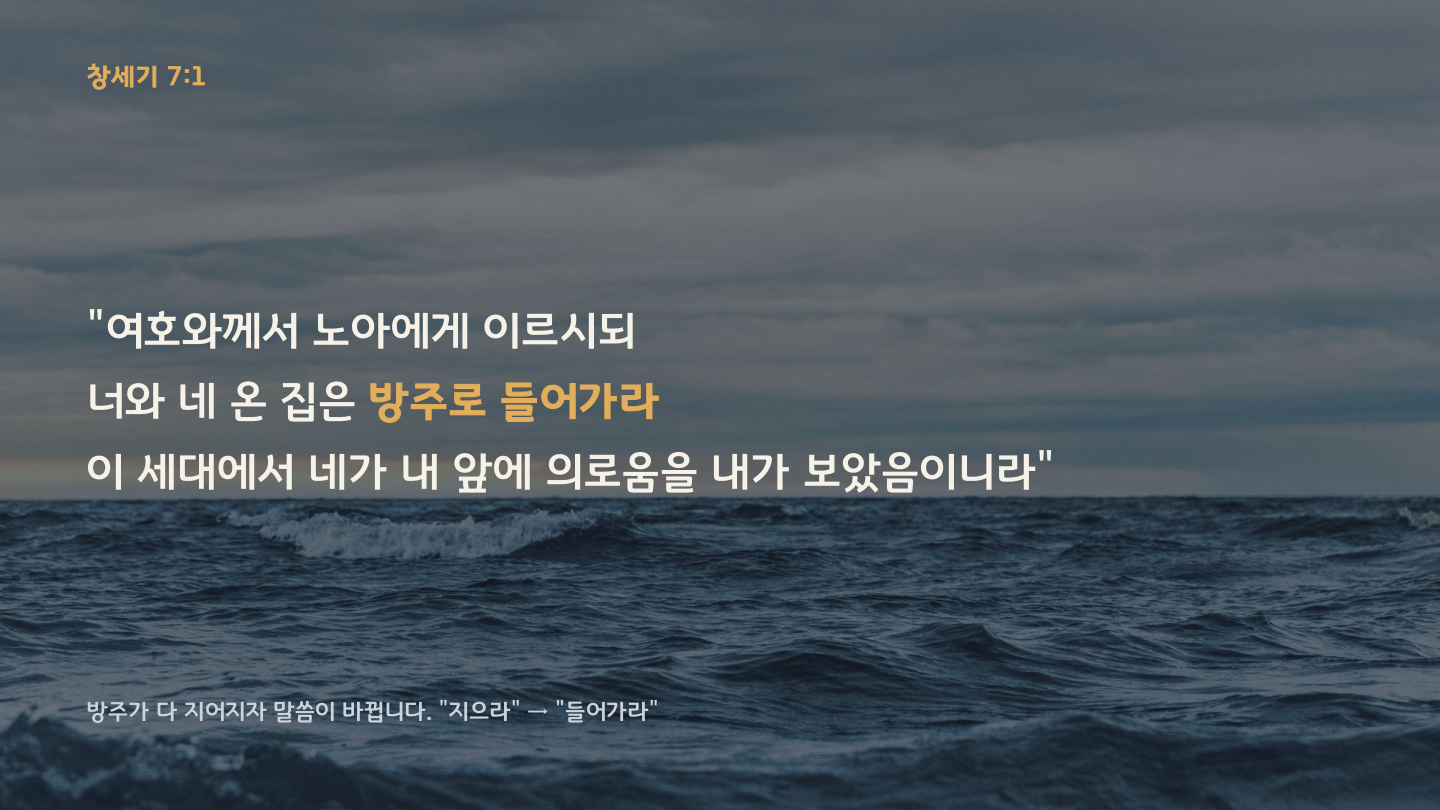 창세기 7:1
"여호와께서 노아에게 이르시되
너와 네 온 집은 방주로 들어가라
이 세대에서 네가 내 앞에 의로움을 내가 보았음이니라"
방주가 다 지어지자 말씀이 바뀝니다. "지으라" → "들어가라"